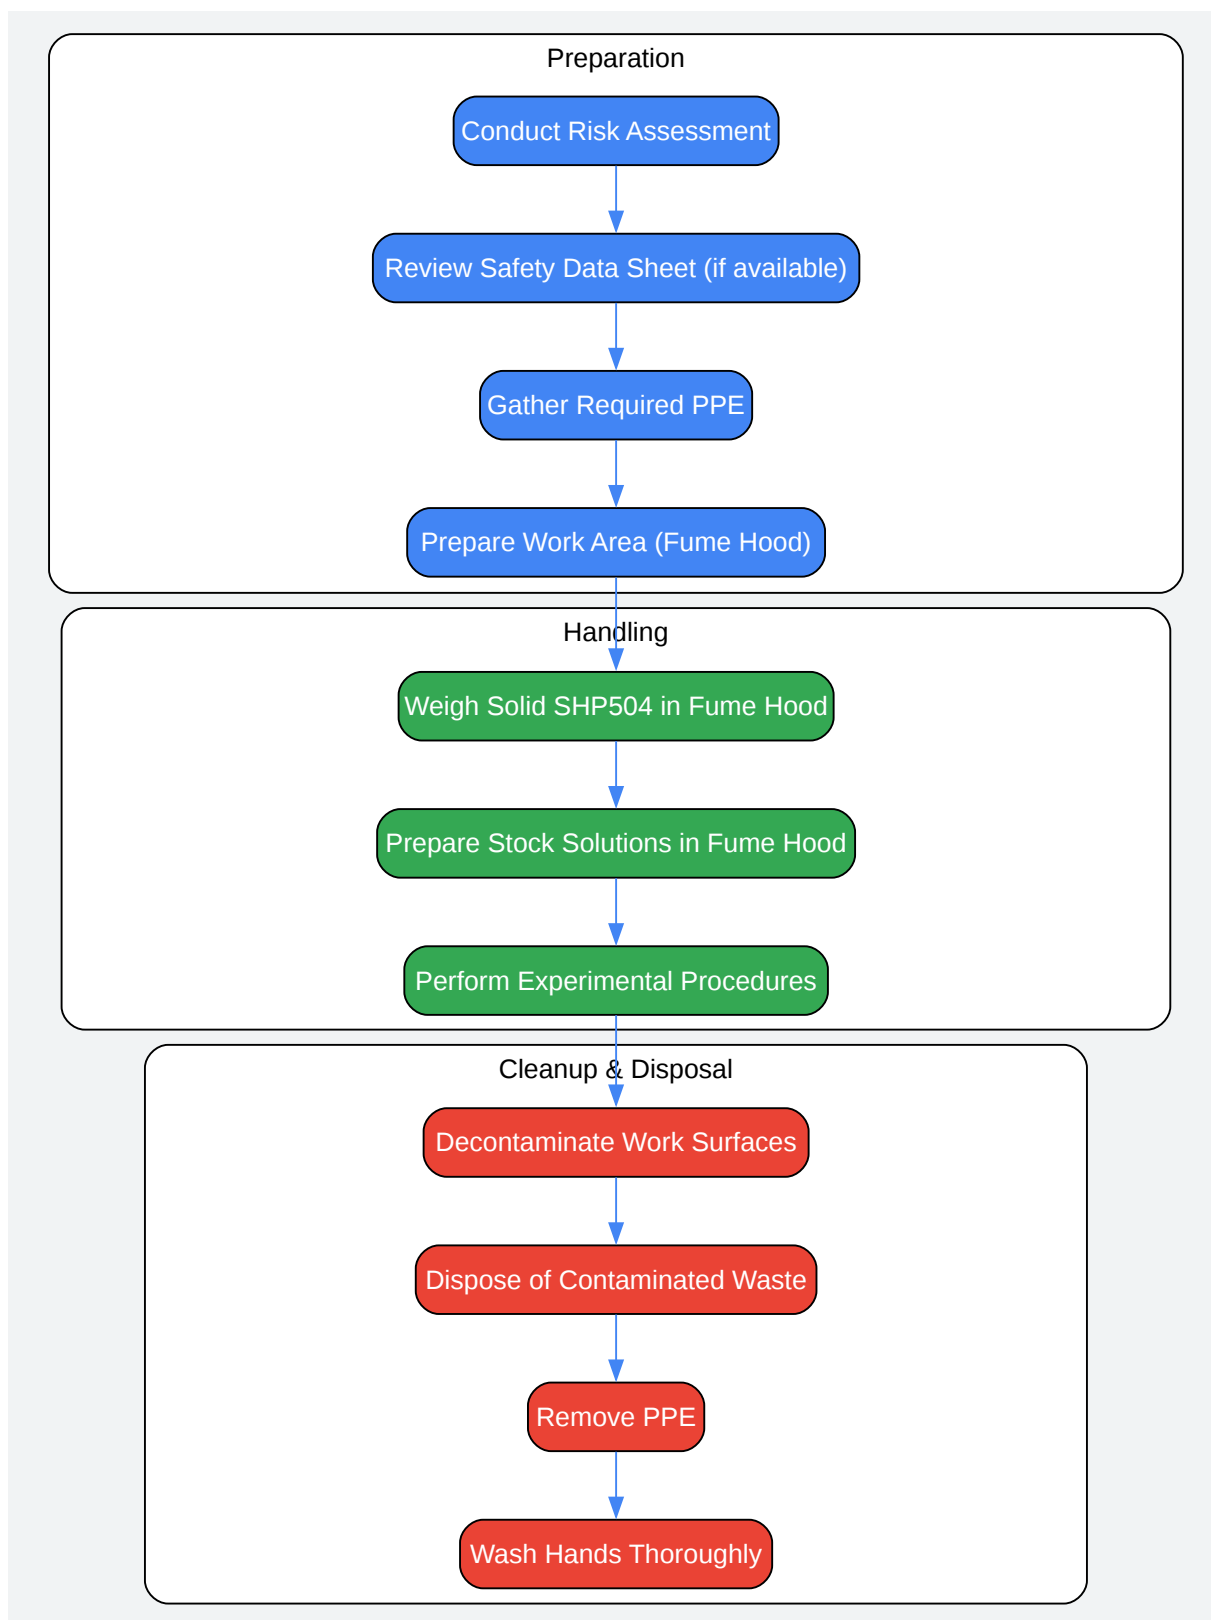 Preparation
Conduct Risk Assessment
Review Safety Data Sheet (if available)
Gather Required PPE
Prepare Work Area (Fume Hood)
Handling
Weigh Solid SHP504 in Fume Hood
Prepare Stock Solutions in Fume Hood
Perform Experimental Procedures
Cleanup & Disposal
Decontaminate Work Surfaces
Dispose of Contaminated Waste
Remove PPE
Wash Hands Thoroughly